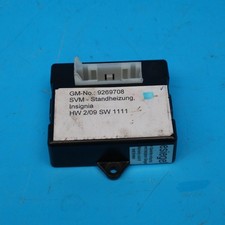 GM-No.: 9269708
SVM - Standheizung,
Insignia
HW 2/09 SW 1111